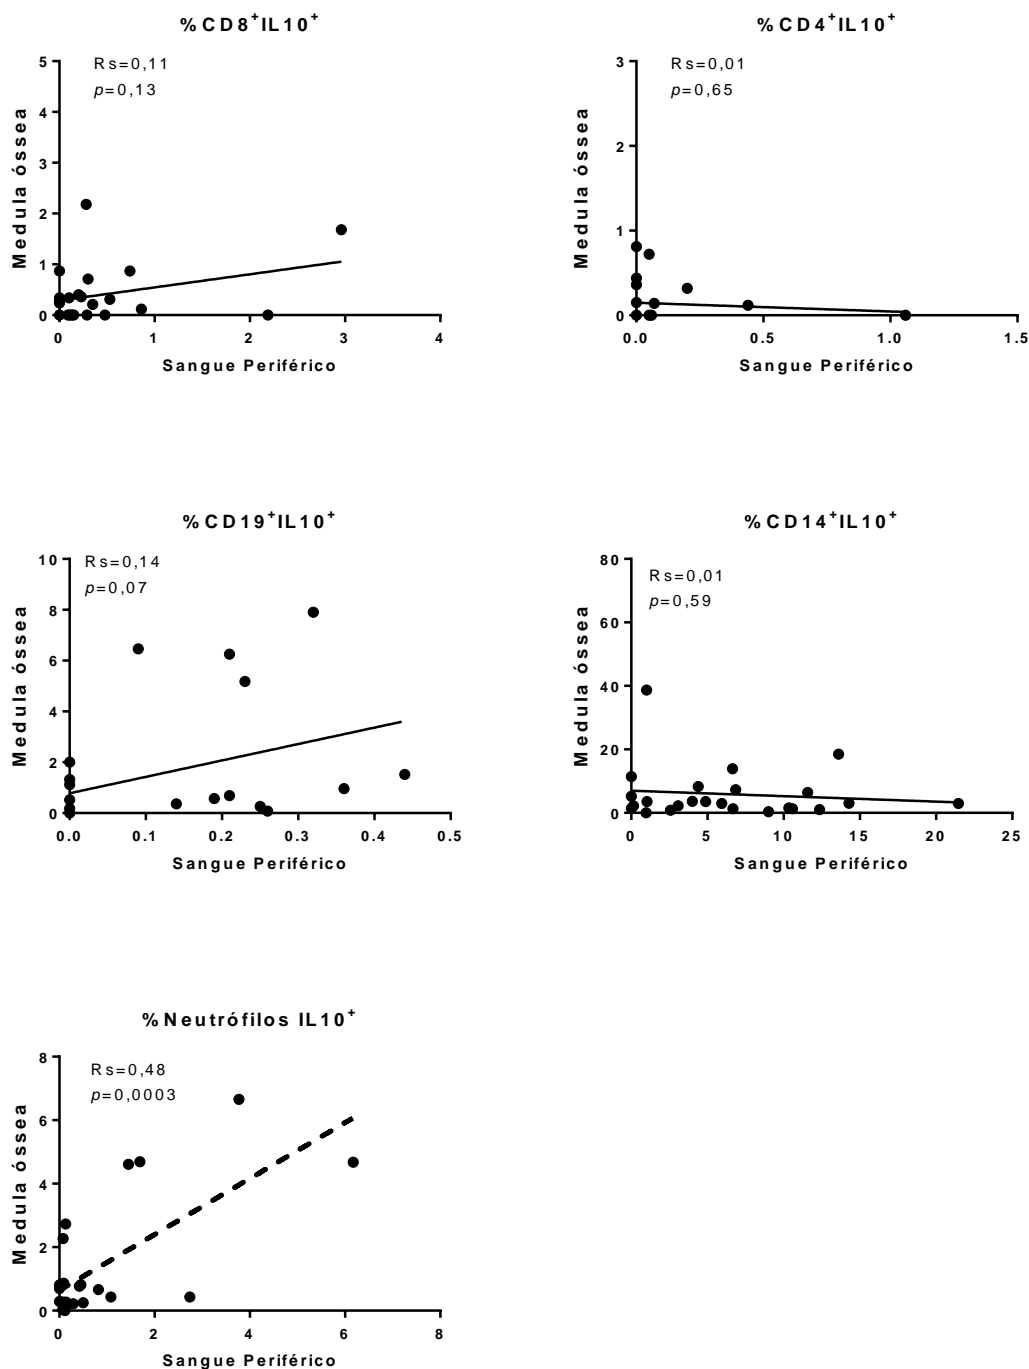 %CD8⁺IL10⁺
Rs=0,11
p=0,13
5
4
3
2
1
0
Medula óssea
0 1 2 3 4
Sangue Periférico
%CD4⁺IL10⁺
Rs=0,01
p=0,65
3
2
1
0
Medula óssea
0.0 0.5 1.0 1.5
Sangue Periférico
%CD19⁺IL10⁺
Rs=0,14
p=0,07
10
8
6
4
2
0
Medula óssea
0.0 0.1 0.2 0.3 0.4 0.5
Sangue Periférico
%CD14⁺IL10⁺
Rs=0,01
p=0,59
80
60
40
20
0
Medula óssea
0 5 10 15 20 25
Sangue Periférico
%Neutrófilos IL10⁺
Rs=0,48
p=0,0003
8
6
4
2
0
Medula óssea
0 2 4 6 8
Sangue Periférico